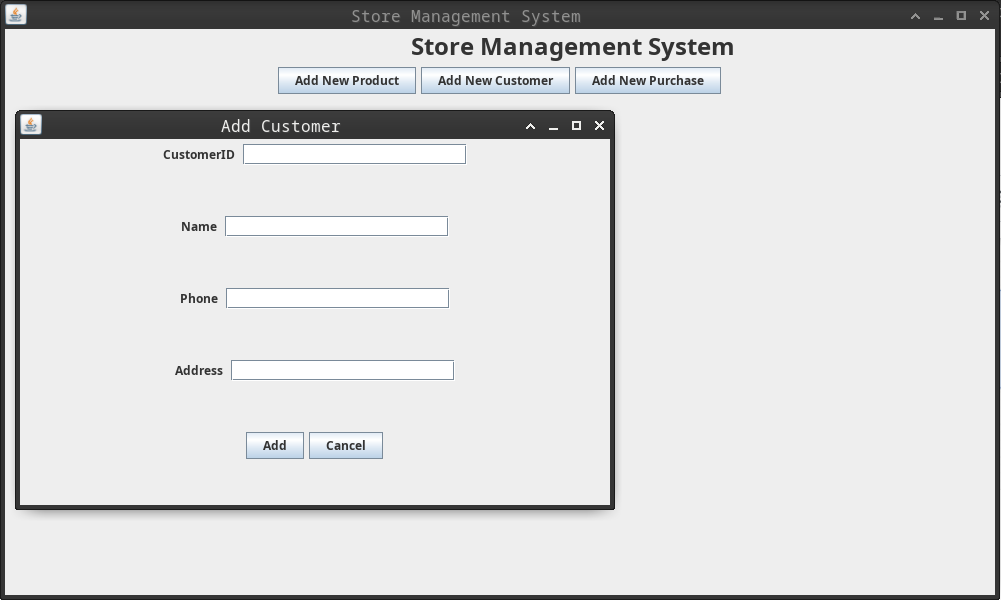 Store Management System
Store Management System
Add New Product Add New Customer Add New Purchase
Add Customer
CustomerID
Name
Phone
Address
Add Cancel